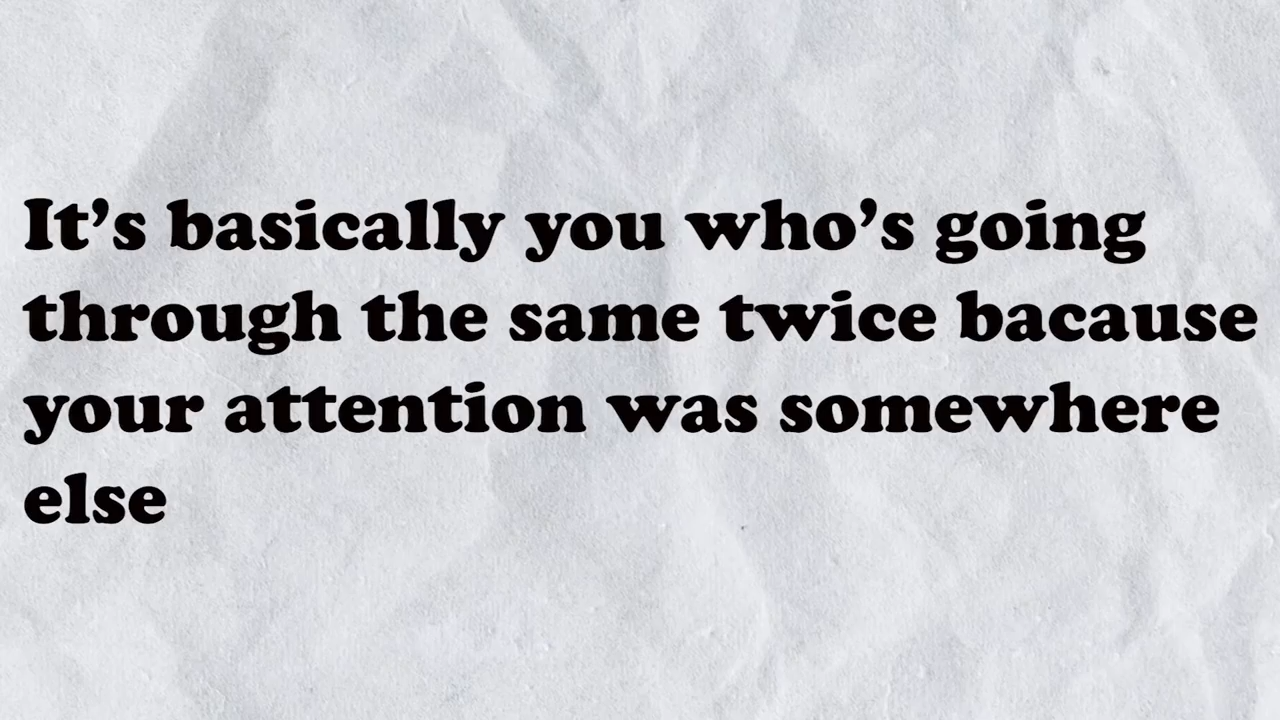 It’s basically you who’s going
through the same twice bacause
your attention was somewhere
else